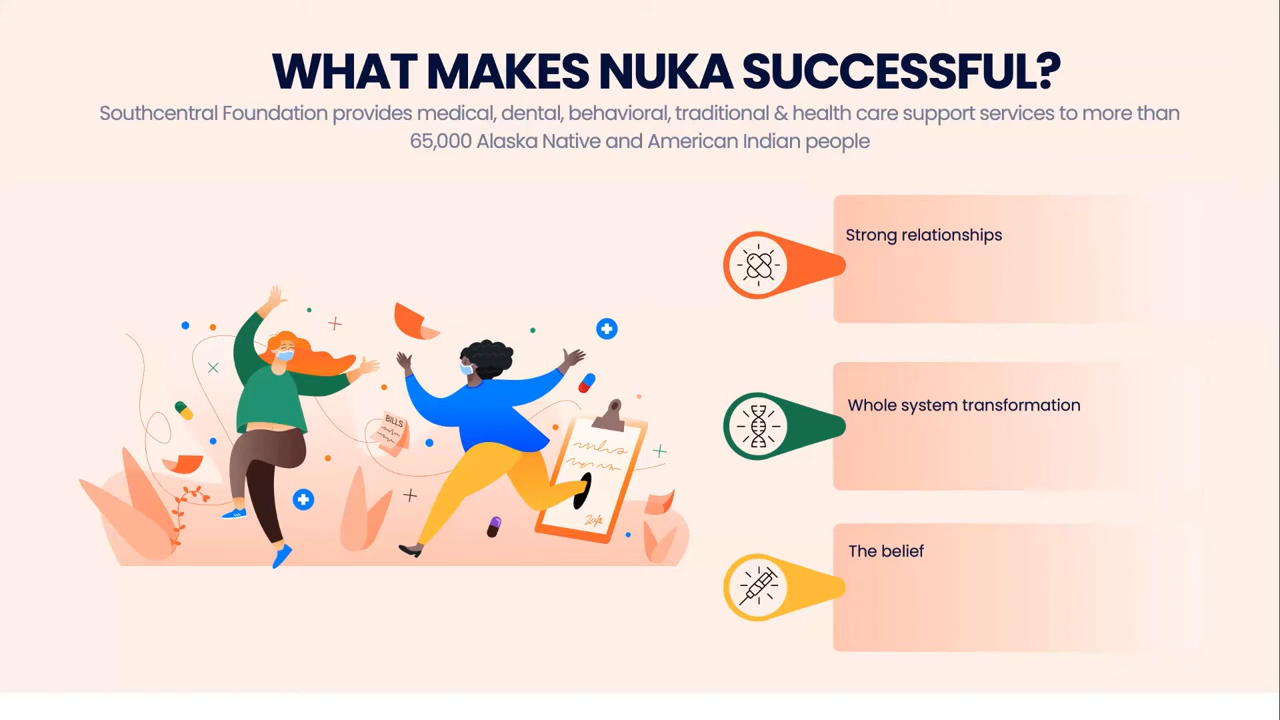 WHAT MAKES NUKA SUCCESSFUL?
Southcentral Foundation provides medical, dental, behavioral, traditional & health care support services to more than
65,000 Alaska Native and American Indian people
Strong relationships
BILLS
Whole system transformation
The belief